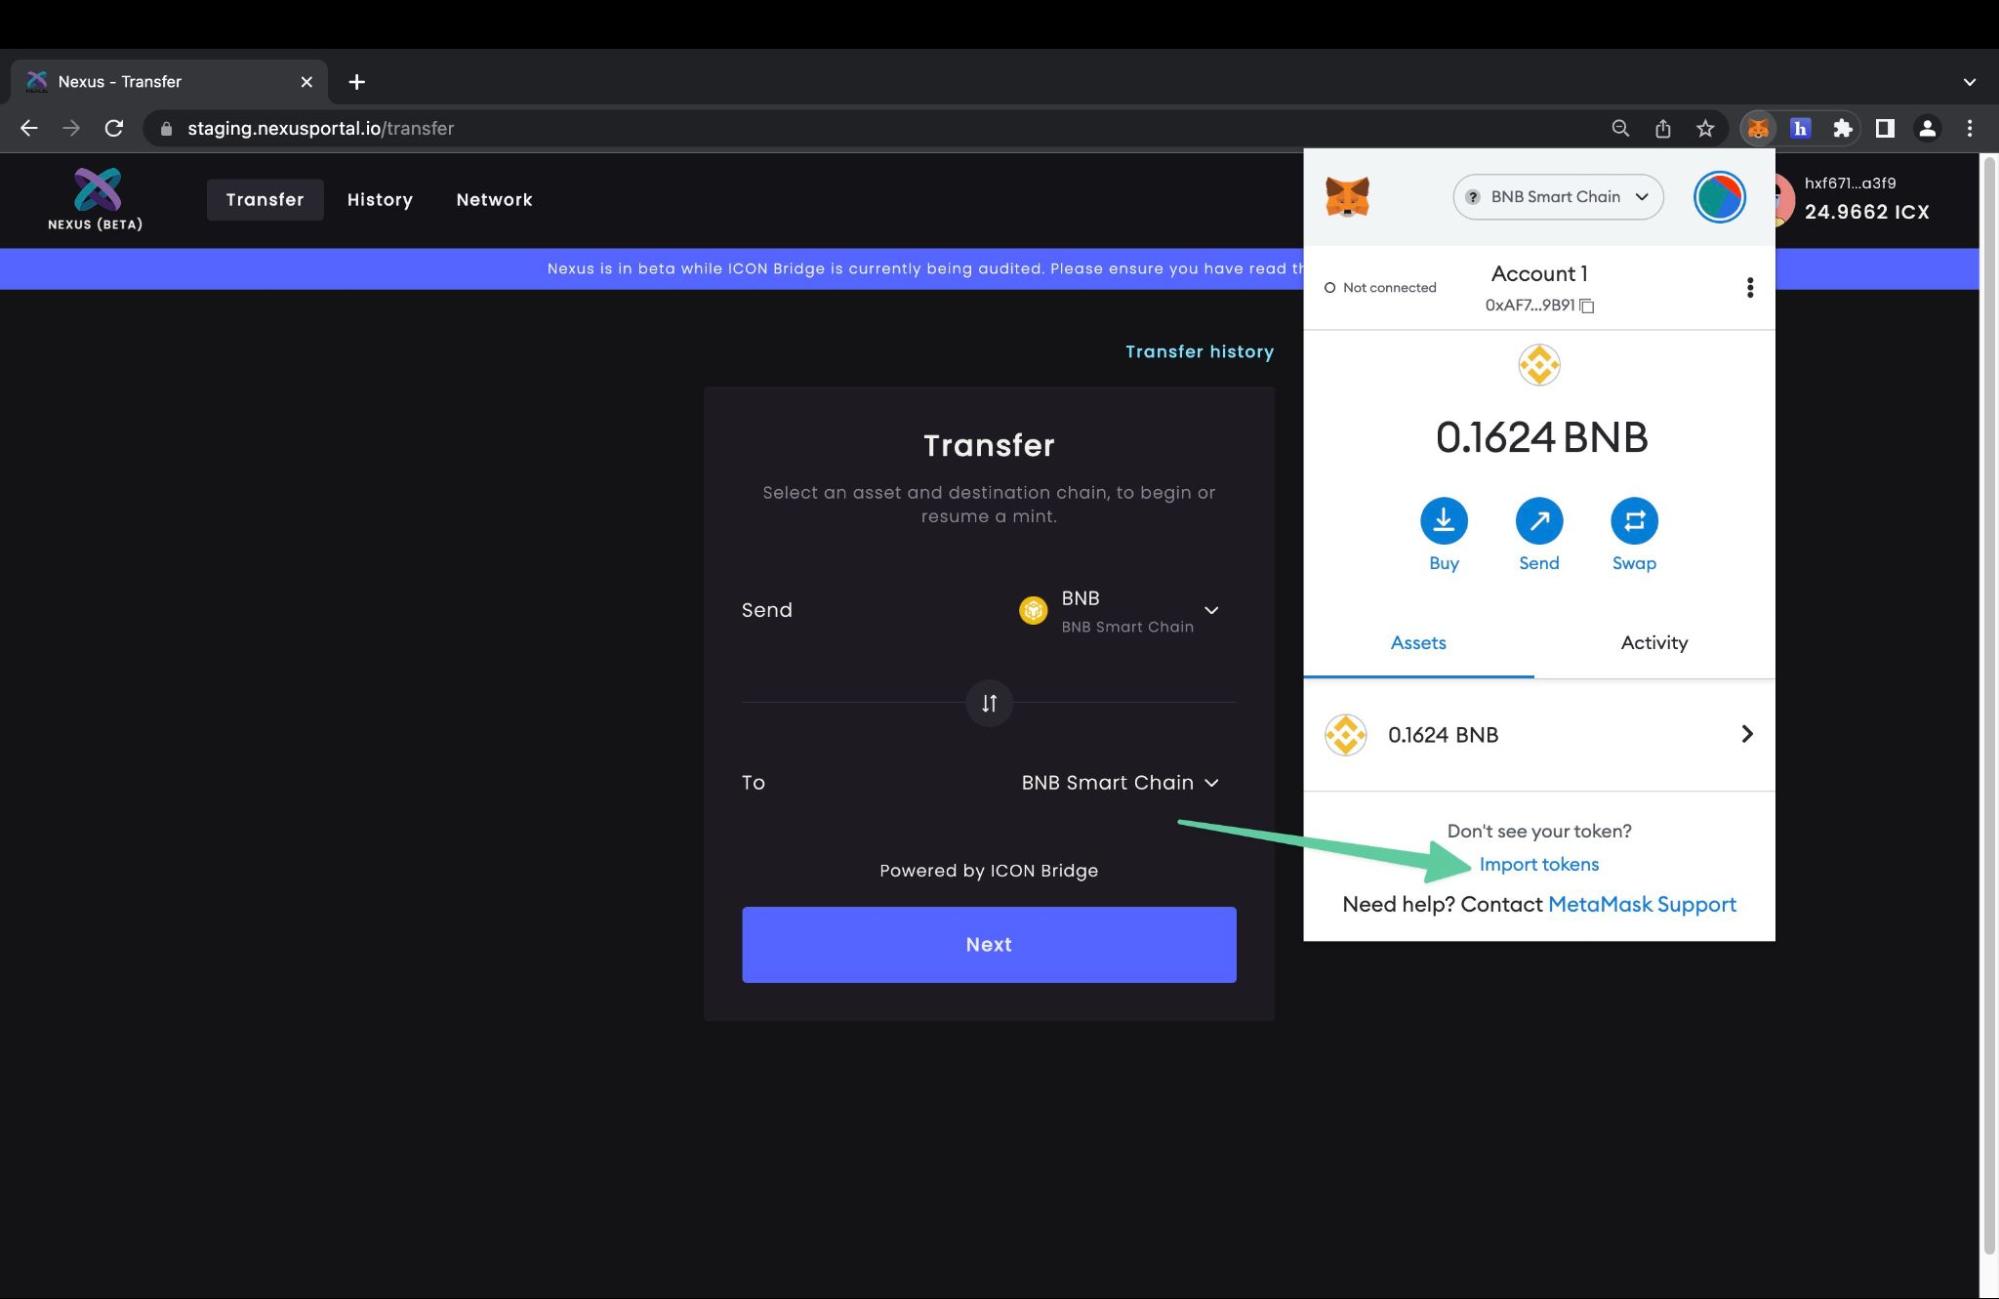 Nexus - Transfer
staging.nexusportal.io/transfer
h
NEXUS (BETA)
Transfer
History
Network
hxf671...a3f9
24.9662 ICX
Nexus is in beta while ICON Bridge is currently being audited. Please ensure you have read
Transfer history
Transfer
Select an asset and destination chain, to begin or
resume a mint.
Send
BNB
BNB Smart Chain
To
BNB Smart Chain
Powered by ICON Bridge
Next
BNB Smart Chain
Not connected
Account 1
0xAF7...9B91
0.1624 BNB
Buy
Send
Swap
Assets
Activity
0.1624 BNB
Don't see your token?
Import tokens
Need help? Contact MetaMask Support